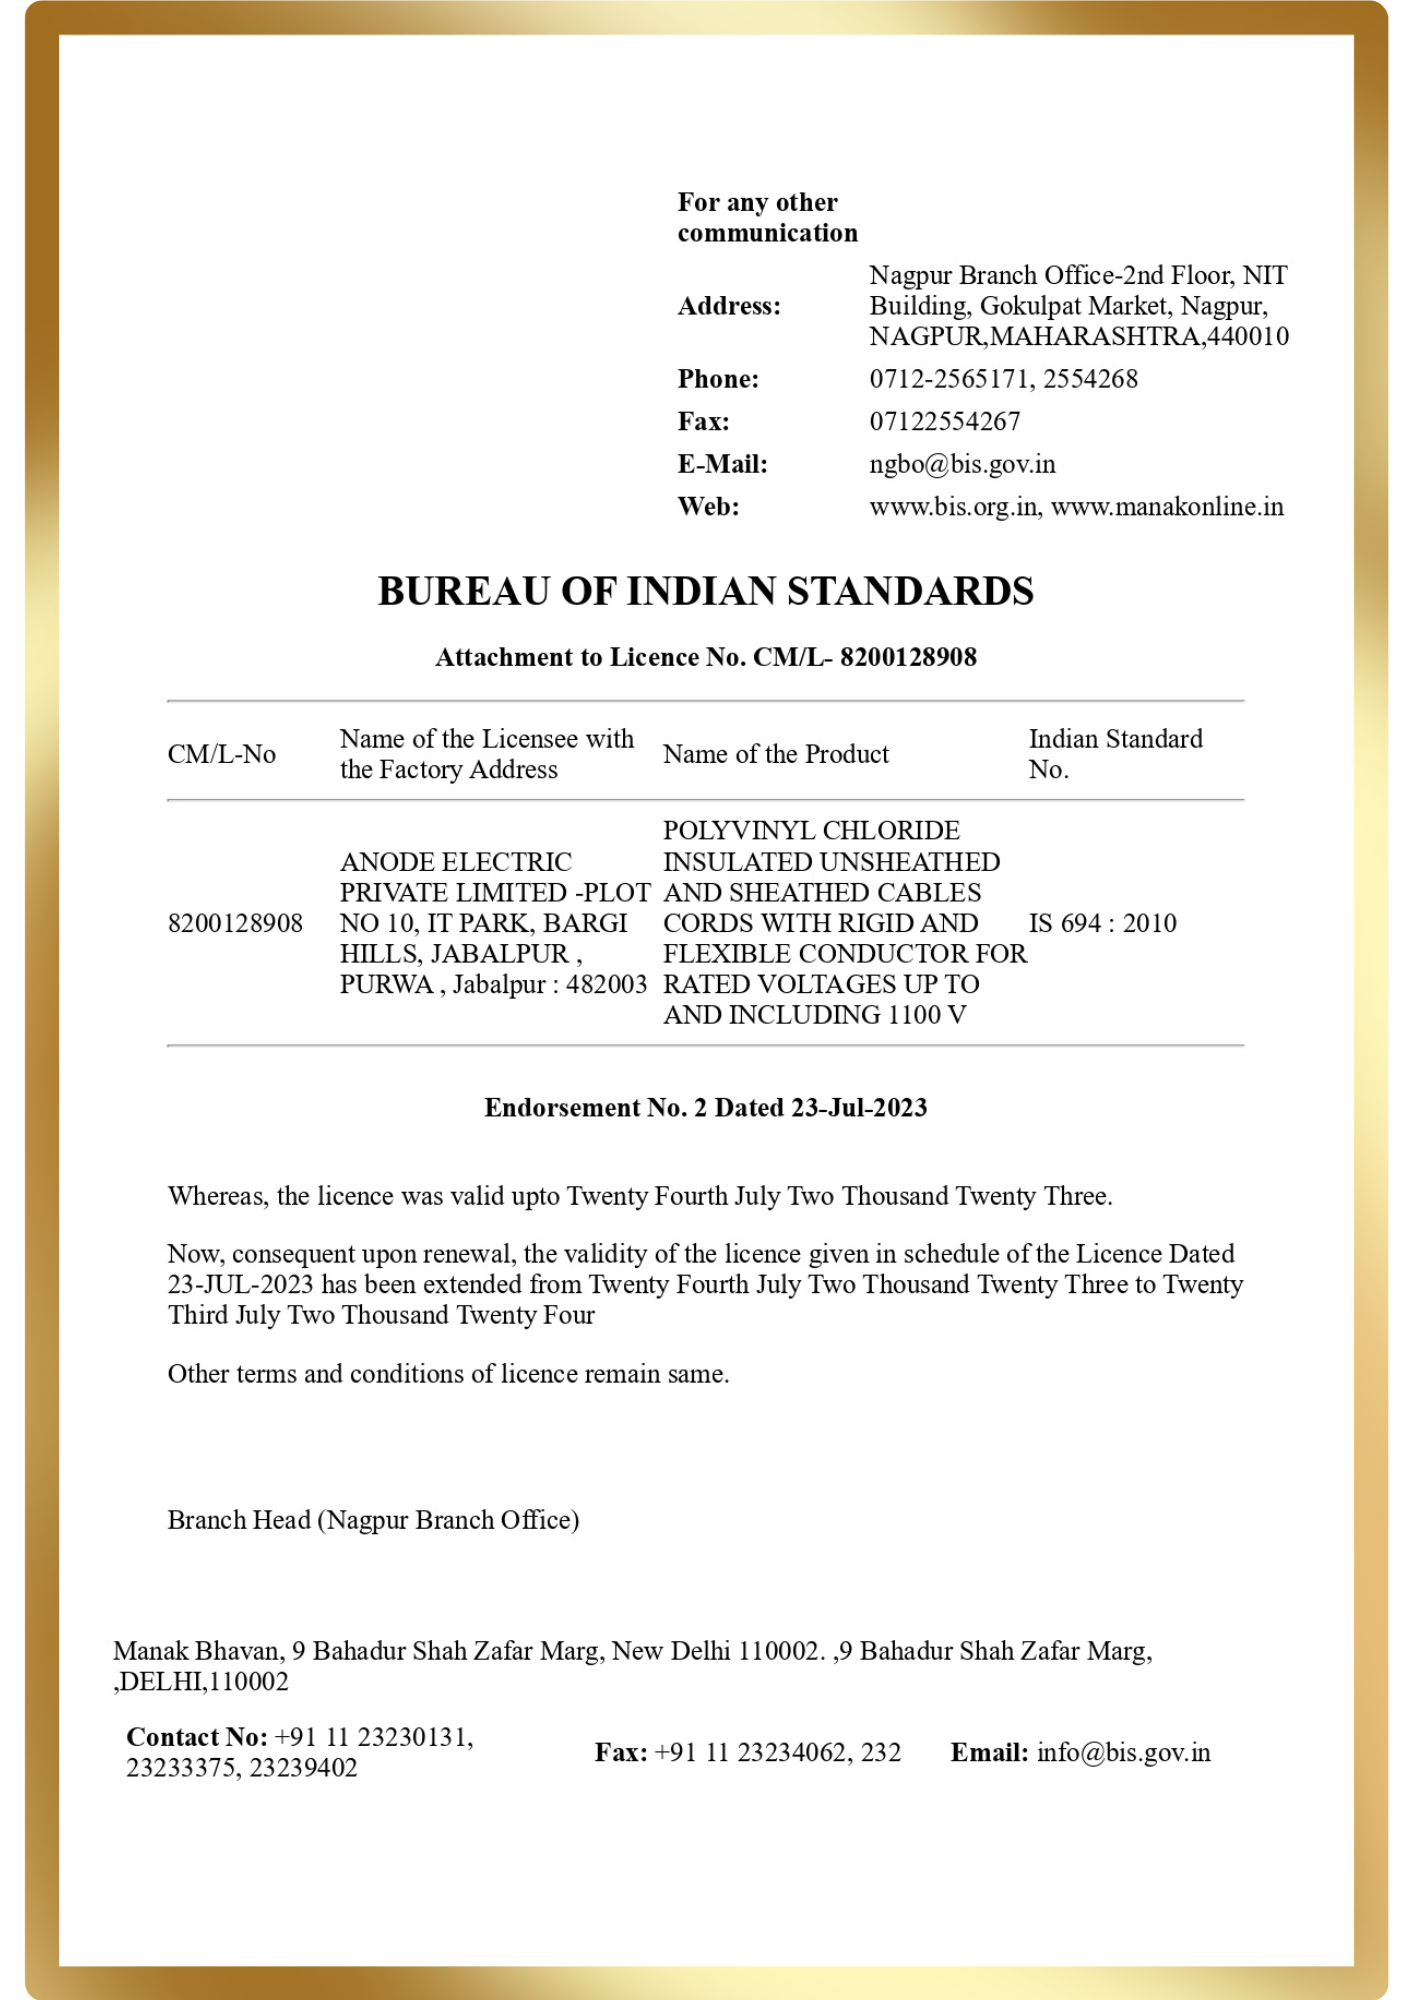 For any other
communication
Address:
Nagpur Branch Office-2nd Floor, NIT
Building, Gokulpat Market, Nagpur,
NAGPUR,MAHARASHTRA,440010
Phone: 0712-2565171, 2554268
Fax: 07122554267
E-Mail: ngbo@bis.gov.in
Web: www.bis.org.in, www.manakonline.in
BUREAU OF INDIAN STANDARDS
Attachment to Licence No. CM/L- 8200128908
CM/L-No
Name of the Licensee with
the Factory Address
Name of the Product
Indian Standard
No.
8200128908
ANODE ELECTRIC
PRIVATE LIMITED -PLOT
NO 10, IT PARK, BARGI
HILLS, JABALPUR ,
PURWA , Jabalpur : 482003
POLYVINYL CHLORIDE
INSULATED UNSHEATHED
AND SHEATHED CABLES
CORDS WITH RIGID AND
FLEXIBLE CONDUCTOR FOR
RATED VOLTAGES UP TO
AND INCLUDING 1100 V
IS 694 : 2010
Endorsement No. 2 Dated 23-Jul-2023
Whereas, the licence was valid upto Twenty Fourth July Two Thousand Twenty Three.
Now, consequent upon renewal, the validity of the licence given in schedule of the Licence Dated
23-JUL-2023 has been extended from Twenty Fourth July Two Thousand Twenty Three to Twenty
Third July Two Thousand Twenty Four
Other terms and conditions of licence remain same.
Branch Head (Nagpur Branch Office)
Manak Bhavan, 9 Bahadur Shah Zafar Marg, New Delhi 110002. ,9 Bahadur Shah Zafar Marg,
,DELHI,110002
Contact No: +91 11 23230131,
23233375, 23239402
Fax: +91 11 23234062, 232
Email: info@bis.gov.in